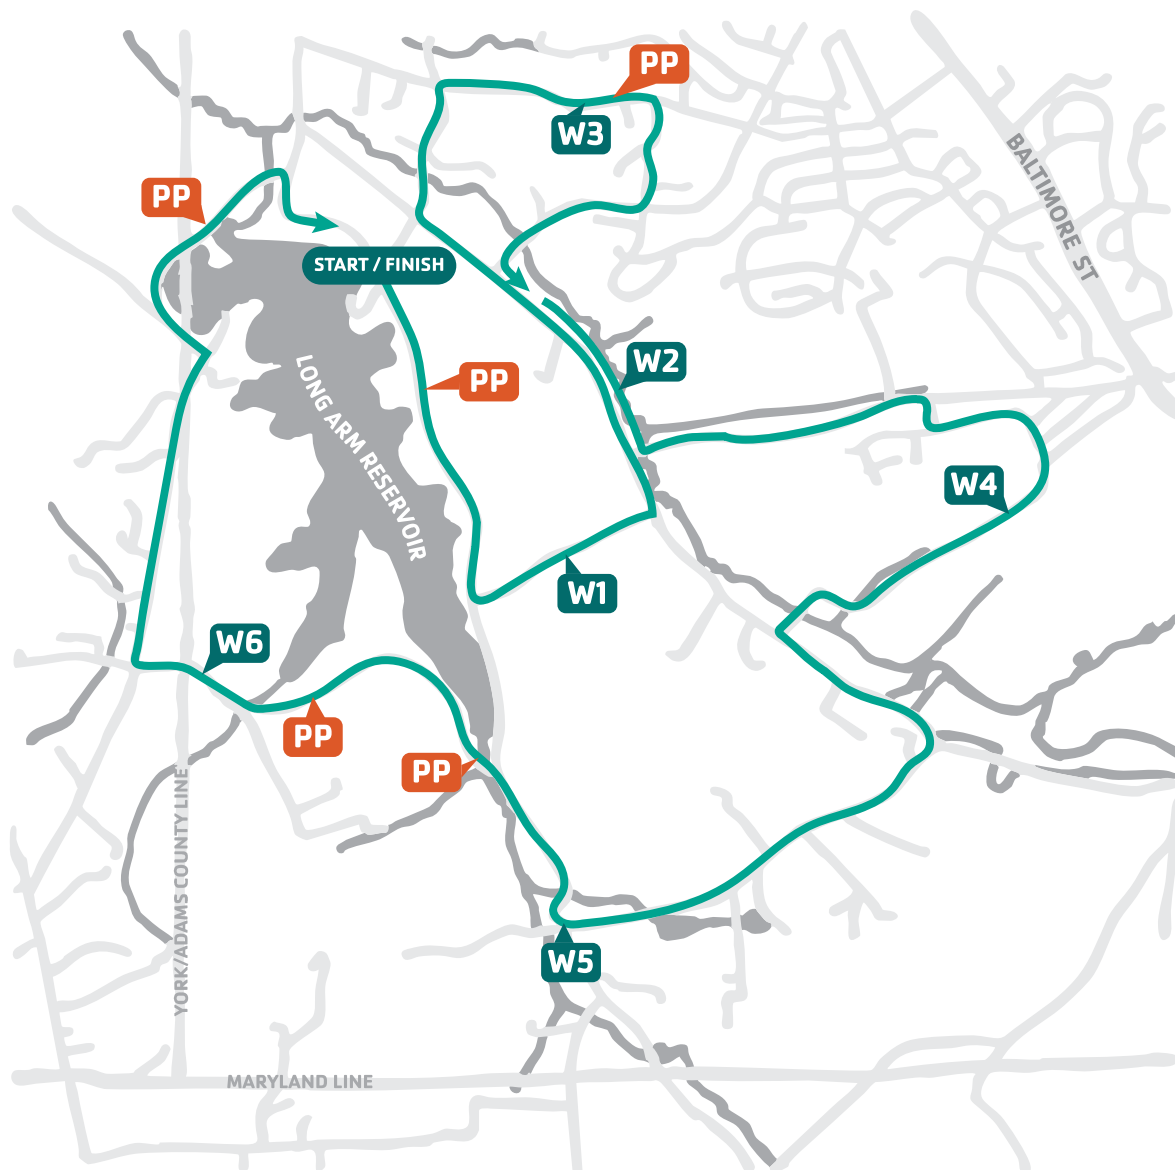 PP
W3
BALTIMORE ST
PP
START / FINISH
W2
PP
LONG ARM RESERVOIR
W4
W1
W6
PP
PP
YORK/ADAMS COUNTY LINE
W5
MARYLAND LINE